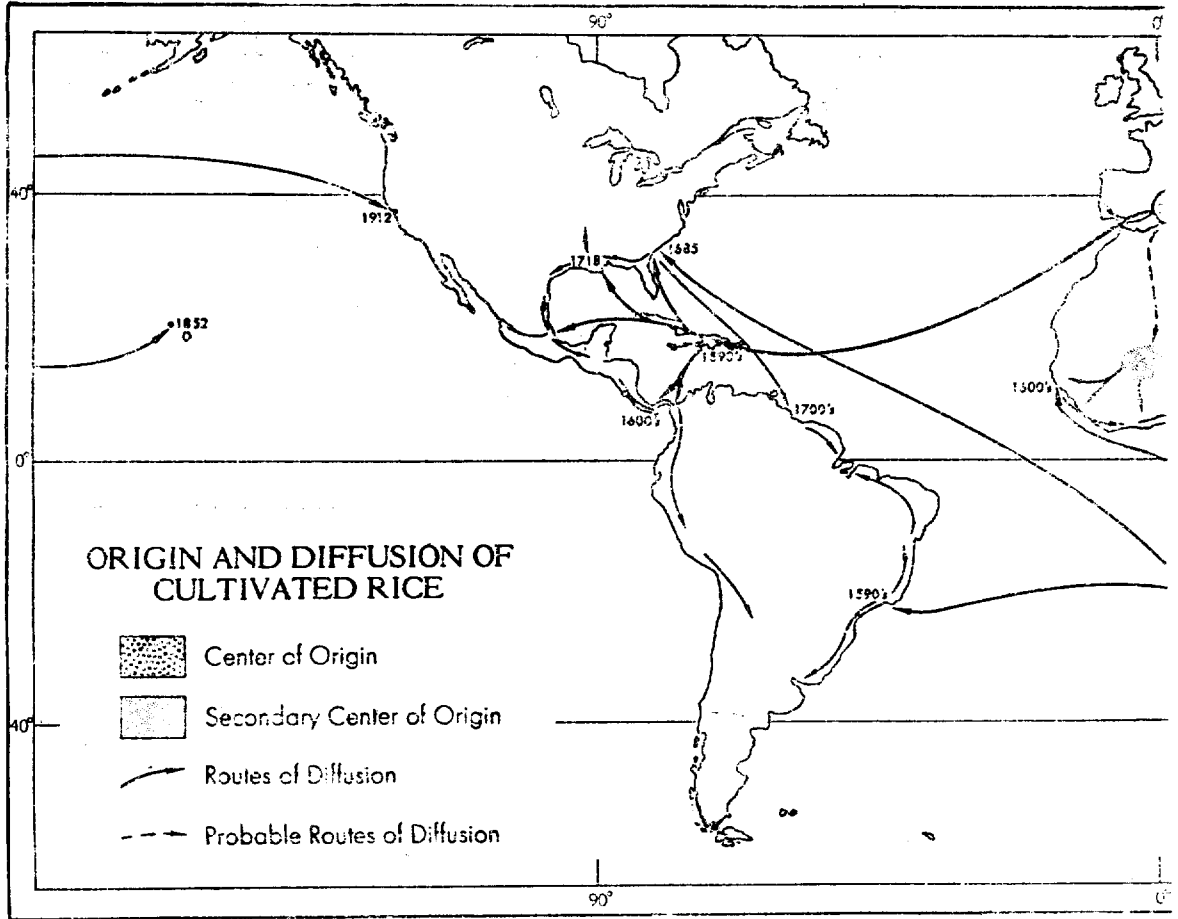 90°
0°
40°
1912
1685
1718
1852
1590's
1500's
1600's
1700's
0°
ORIGIN AND DIFFUSION OF
CULTIVATED RICE
1590's
Center of Origin
Secondary Center of Origin
40°
Routes of Diffusion
Probable Routes of Diffusion
90°
0°